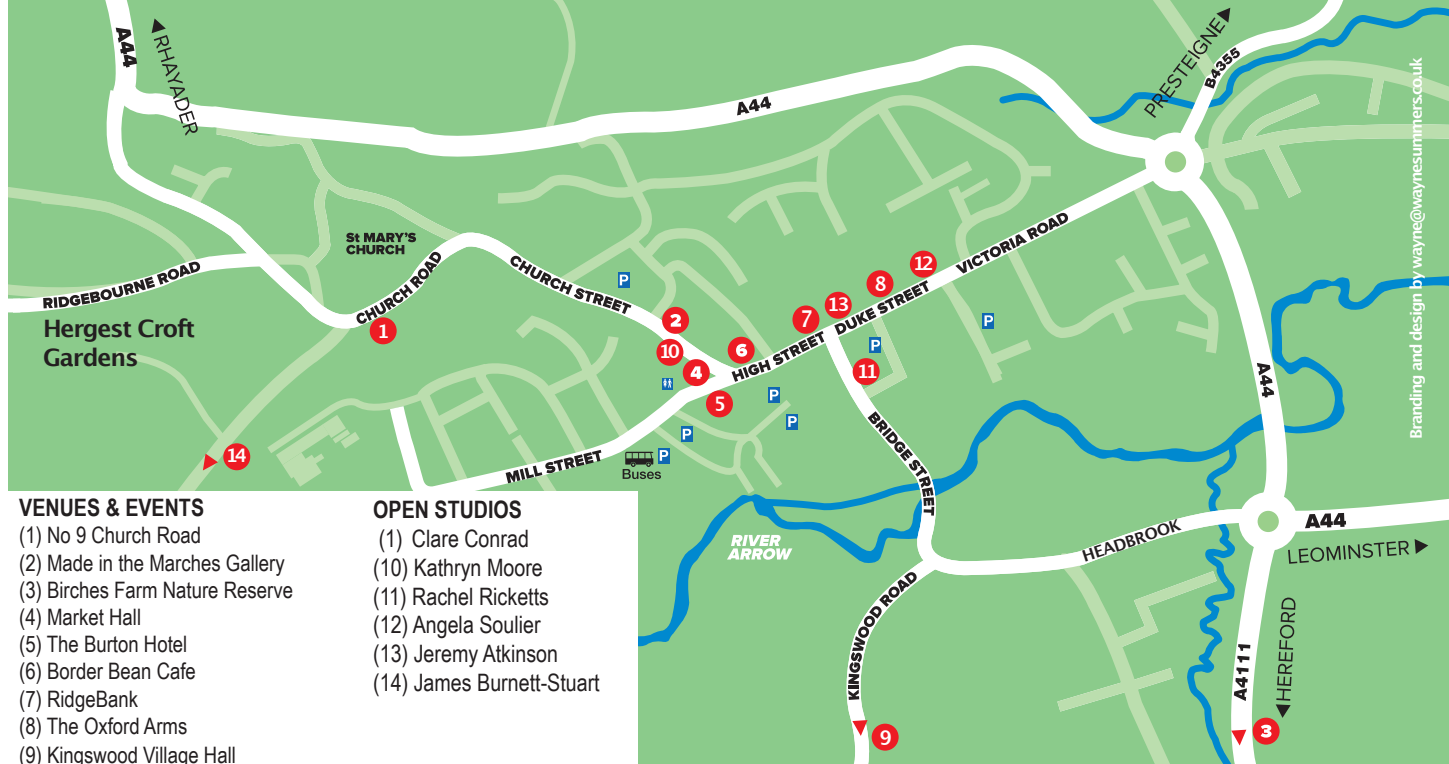 A44
RHAYADER
A44
PRESTEIGNE
B4355
Branding and design by wayne@waynesummers.co.uk
St MARY'S
CHURCH
RIDGEBOURNE ROAD
Hergest Croft
Gardens
CHURCH ROAD
1
CHURCH STREET
P
2
10
4
6
5
HIGH STREET
7
13
DUKE STREET
8
12
VICTORIA ROAD
P
P
11
P
P
P
P
Buses
MILL STREET
14
BRIDGE STREET
A44
RIVER
ARROW
HEADBROOK
A44
LEOMINSTER
KINGSWOOD ROAD
9
A4111
HEREFORD
3
VENUES & EVENTS
(1) No 9 Church Road
(2) Made in the Marches Gallery
(3) Birches Farm Nature Reserve
(4) Market Hall
(5) The Burton Hotel
(6) Border Bean Cafe
(7) RidgeBank
(8) The Oxford Arms
(9) Kingswood Village Hall
OPEN STUDIOS
(1) Clare Conrad
(10) Kathryn Moore
(11) Rachel Ricketts
(12) Angela Soulier
(13) Jeremy Atkinson
(14) James Burnett-Stuart